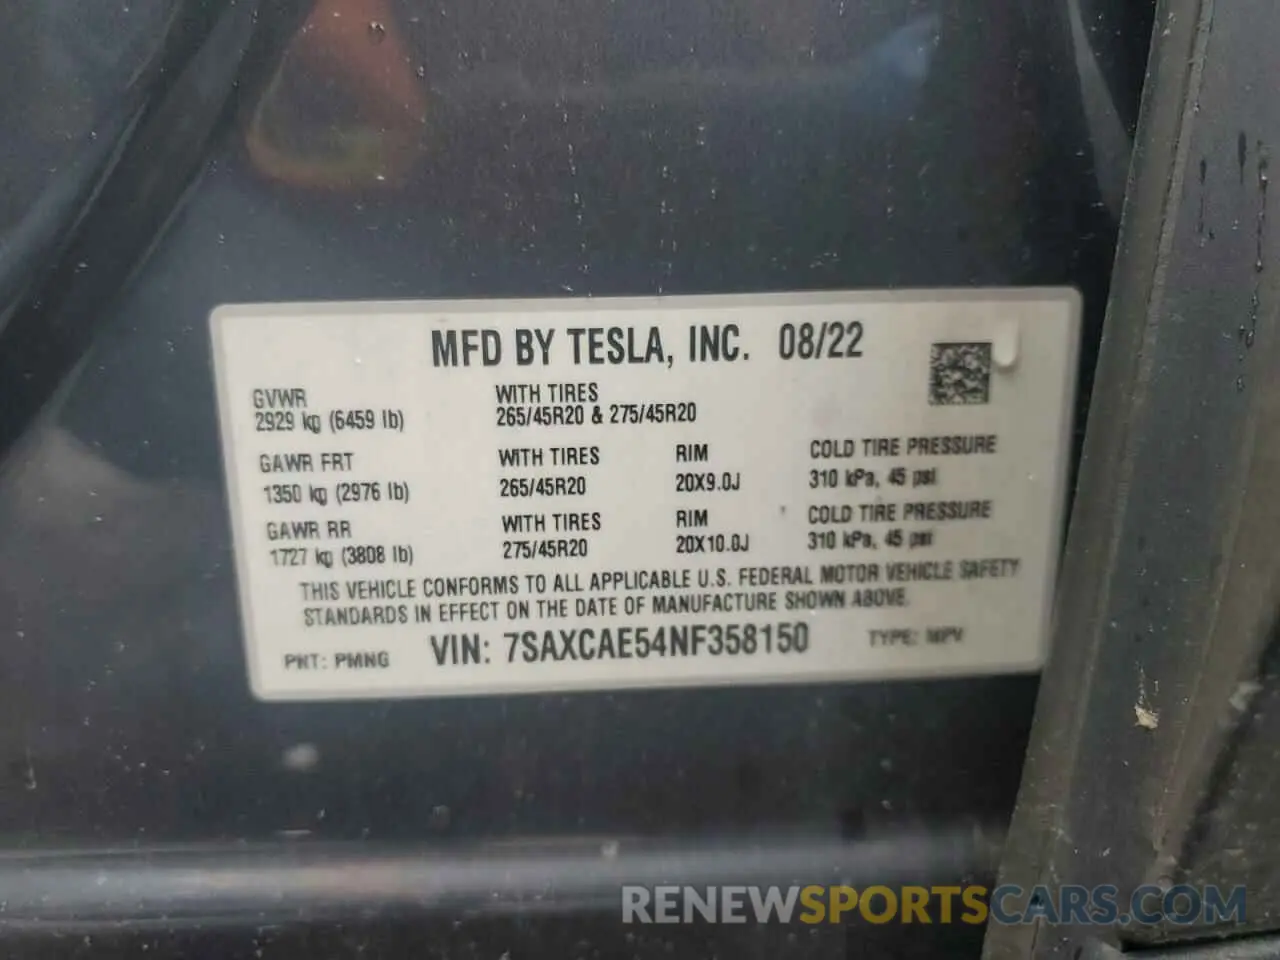 MFD BY TESLA, INC. 08/22
GVWR
2929 kg (6459 lb)
WITH TIRES
265/45R20 & 275/45R20
GAWR FRT WITH TIRES RIM COLD TIRE PRESSURE
1350 kg (2976 lb) 265/45R20 20X9.0J 310 kPa, 45 psi
GAWR RR WITH TIRES RIM COLD TIRE PRESSURE
1727 kg (3808 lb) 275/45R20 20X10.0J 310 kPa, 45 psi
THIS VEHICLE CONFORMS TO ALL APPLICABLE U.S. FEDERAL MOTOR VEHICLE SAFETY
STANDARDS IN EFFECT ON THE DATE OF MANUFACTURE SHOWN ABOVE.
PNT: PMNG VIN: 7SAXCAE54NF358150 TYPE: MPV
RENEWSPORTSCARS.COM